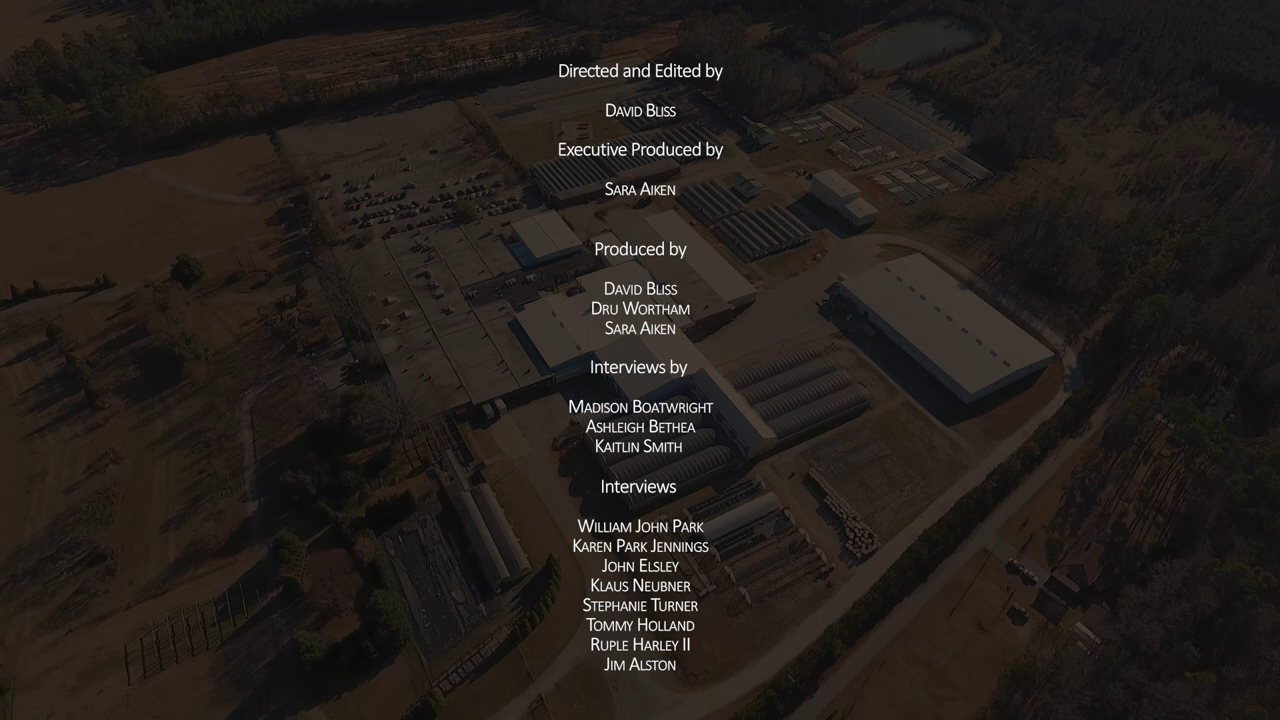 Directed and Edited by
David Bliss
Executive Produced by
Sara Aiken
Produced by
David Bliss
Dru Wortham
Sara Aiken
Interviews by
Madison Boatwright
Ashleigh Bethea
Kaitlin Smith
Interviews
William John Park
Karen Park Jennings
John Elsley
Klaus Neubner
Stephanie Turner
Tommy Holland
Ruple Harley II
Jim Alston